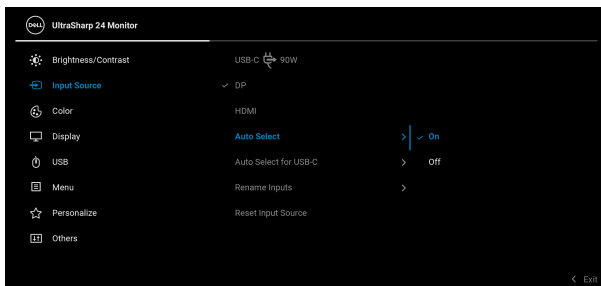 DELL UltraSharp 24 Monitor
Brightness/Contrast USB-C 90W
Input Source DP
Color HDMI
Display Auto Select On
USB Auto Select for USB-C Off
Menu Rename Inputs
Personalize Reset Input Source
Others
Exit